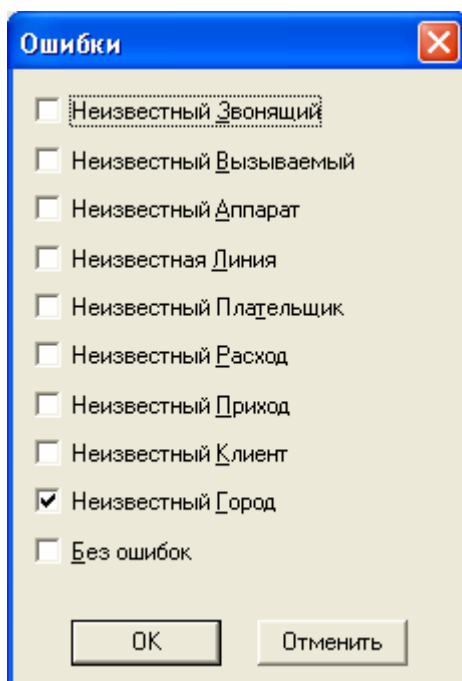 Ошибки
Неизвестный Звонящий
Неизвестный Вызываемый
Неизвестный Аппарат
Неизвестная Линия
Неизвестный Плательщик
Неизвестный Расход
Неизвестный Приход
Неизвестный Клиент
Неизвестный Город
Без ошибок
OK Отменить